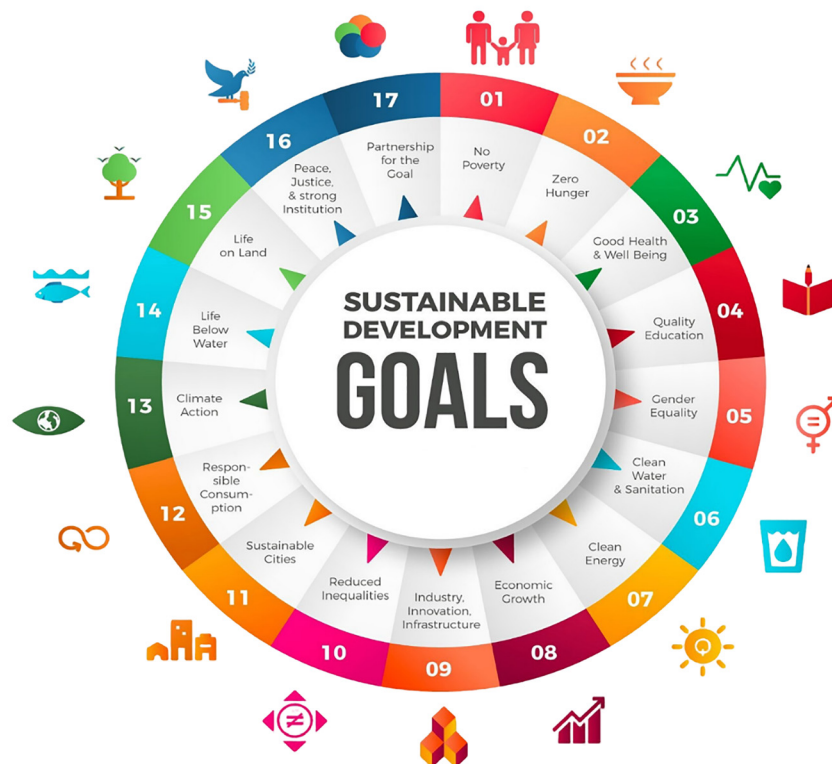 SUSTAINABLE
DEVELOPMENT
GOALS
01
No
Poverty
02
Zero
Hunger
03
Good Health
& Well Being
04
Quality
Education
05
Gender
Equality
06
Clean
Water
& Sanitation
07
Clean
Energy
08
Economic
Growth
09
Industry,
Innovation,
Infrastructure
10
Reduced
Inequalities
11
Sustainable
Cities
12
Respon-
sible
Consum-
ption
13
Climate
Action
14
Life
Below
Water
15
Life
on Land
16
Peace,
Justice,
& strong
Institution
17
Partnership
for the
Goal